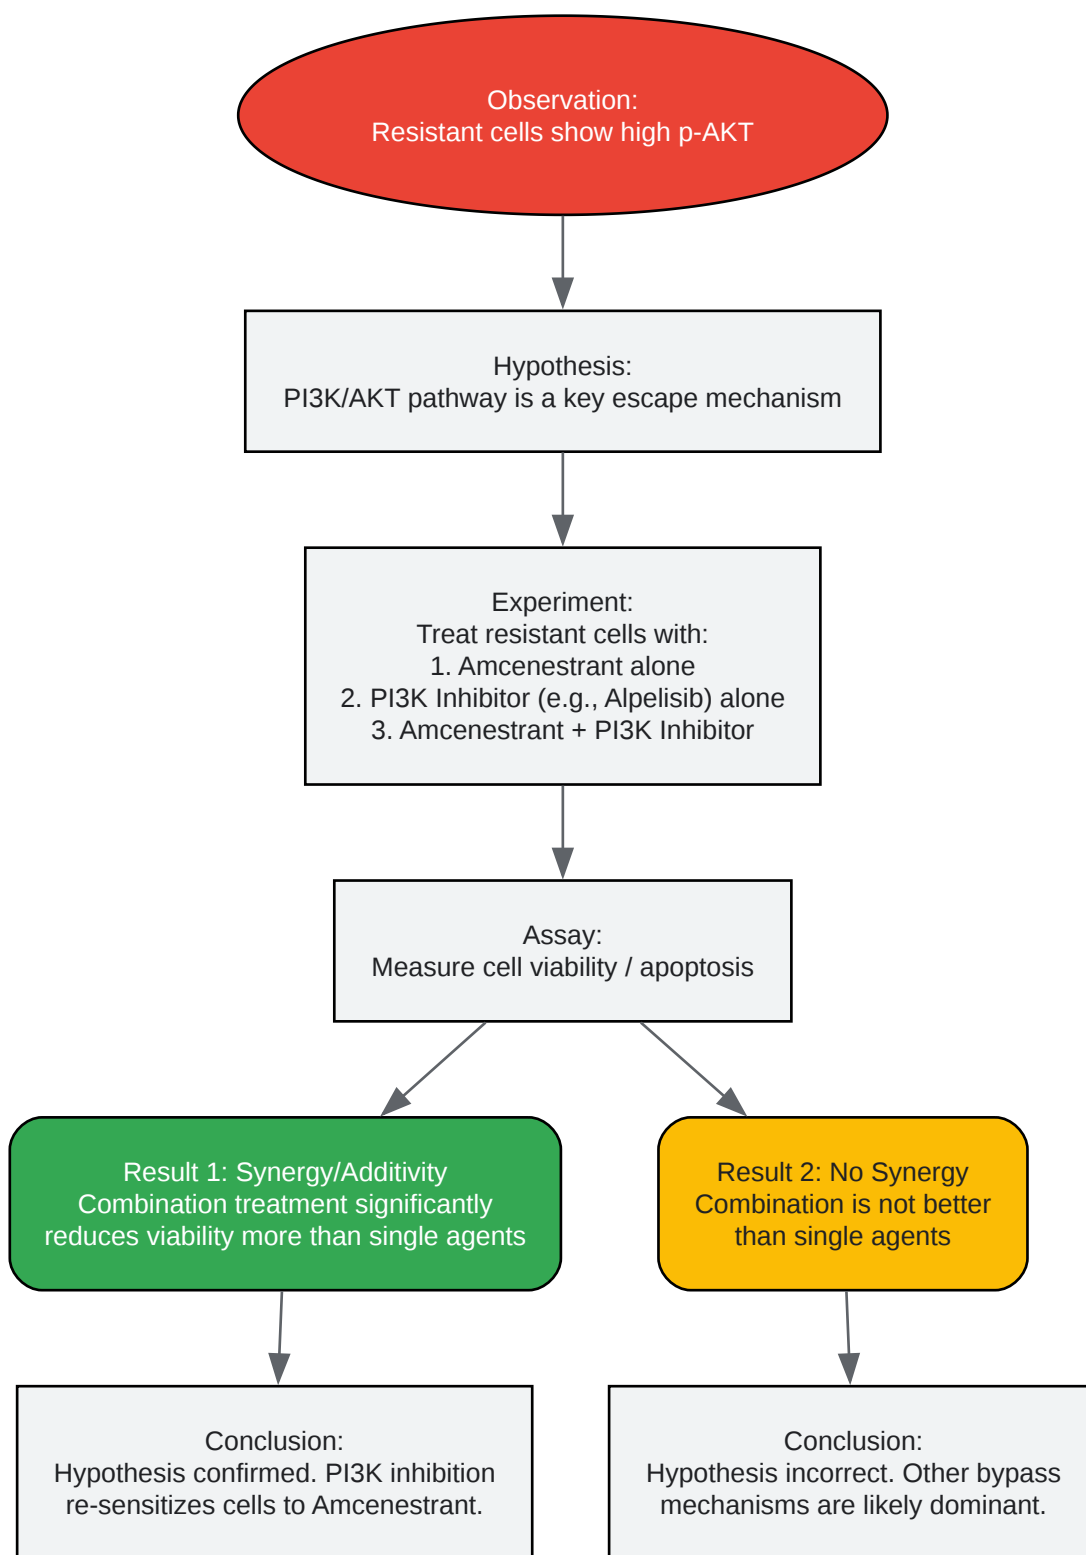 Observation:
Resistant cells show high p-AKT
Hypothesis:
PI3K/AKT pathway is a key escape mechanism
Experiment:
Treat resistant cells with:
1. Amcenestrant alone
2. PI3K Inhibitor (e.g., Alpelisib) alone
3. Amcenestrant + PI3K Inhibitor
Assay:
Measure cell viability / apoptosis
Result 1: Synergy/Additivity
Combination treatment significantly
reduces viability more than single agents
Result 2: No Synergy
Combination is not better
than single agents
Conclusion:
Hypothesis confirmed. PI3K inhibition
re-sensitizes cells to Amcenestrant.
Conclusion:
Hypothesis incorrect. Other bypass
mechanisms are likely dominant.